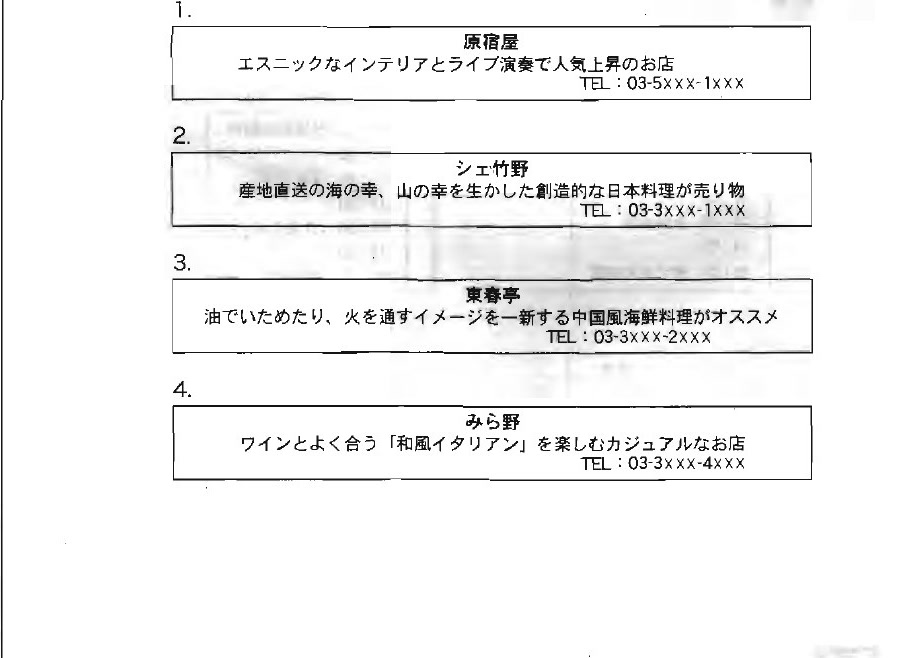 1.
原宿屋
エスニックなインテリアとライブ演奏で人気上昇のお店
TEL：03-5xxx-1xxx
2.
シェ竹野
産地直送の海の幸、山の幸を生かした創造的な日本料理が売り物
TEL：03-3xxx-1xxx
3.
東春亭
油でいためたり、火を通すイメージを一新する中国風海鮮料理がオススメ
TEL：03-3xxx-2xxx
4.
みら野
ワインとよく合う「和風イタリアン」を楽しむカジュアルなお店
TEL：03-3xxx-4xxx